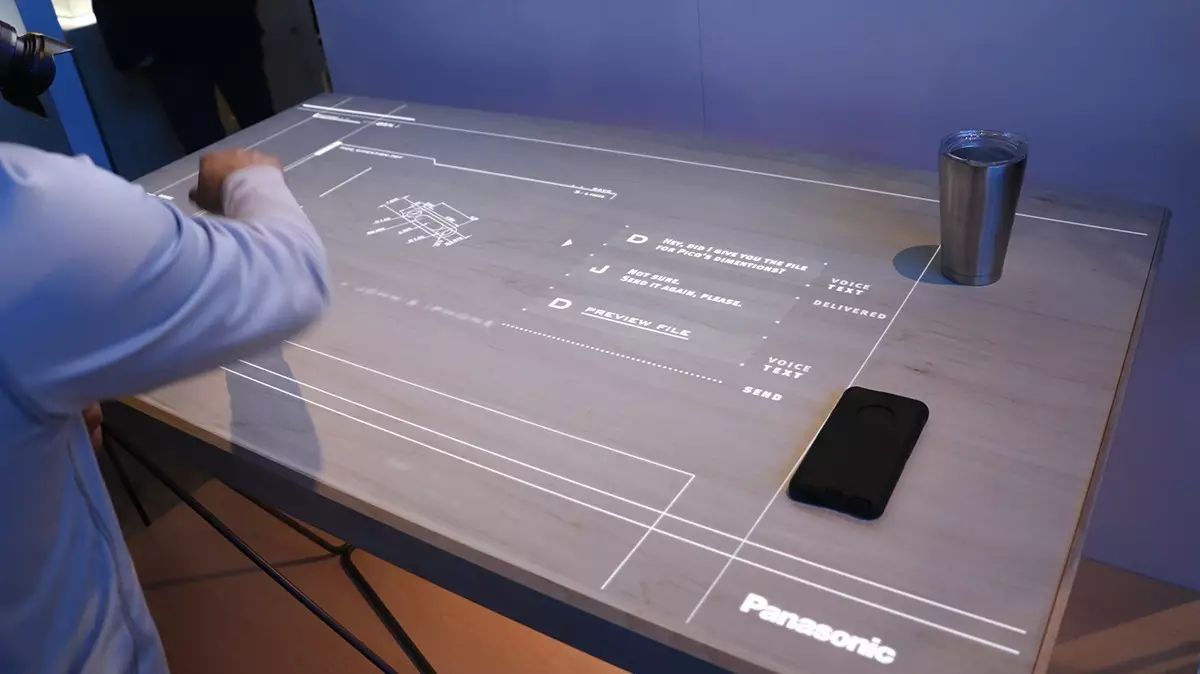 D
HEY, DID I GIVE YOU THE FILE
FOR PICO'S DIMENTIONS?
VOICE
TEXT
J
NOT SURE.
SEND IT AGAIN, PLEASE.
DELIVERED
D
PREVIEW FILE
VOICE
TEXT
SEND
Panasonic